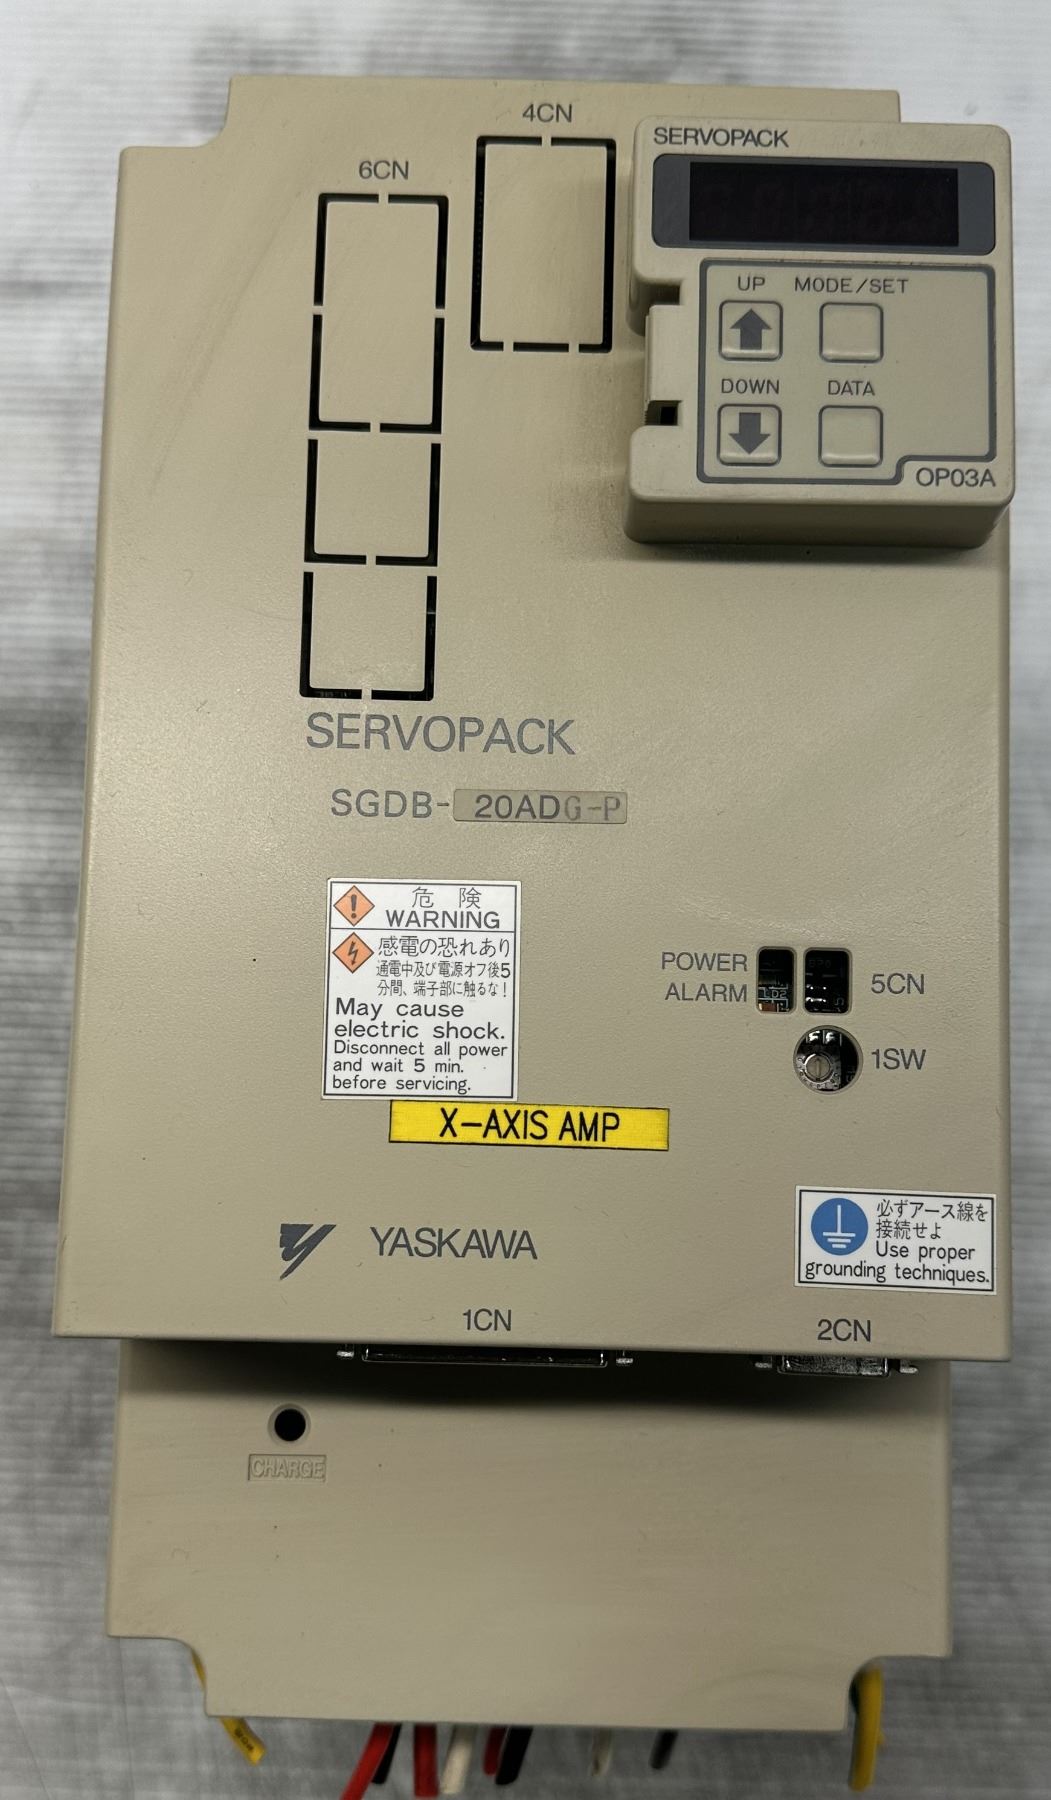 4CN
SERVOPACK
6CN
UP MODE/SET
DOWN DATA
OP03A
SERVOPACK
SGDB- 20ADG-P
危 険
WARNING
感電の恐れあり
通電中及び電源オフ後5
分間、端子部に触るな！
May cause
electric shock.
Disconnect all power
and wait 5 min.
before servicing.
POWER
ALARM
5CN
1SW
X-AXIS AMP
YASKAWA
必ずアース線を
接続せよ
Use proper
grounding techniques.
1CN
2CN
CHARGE